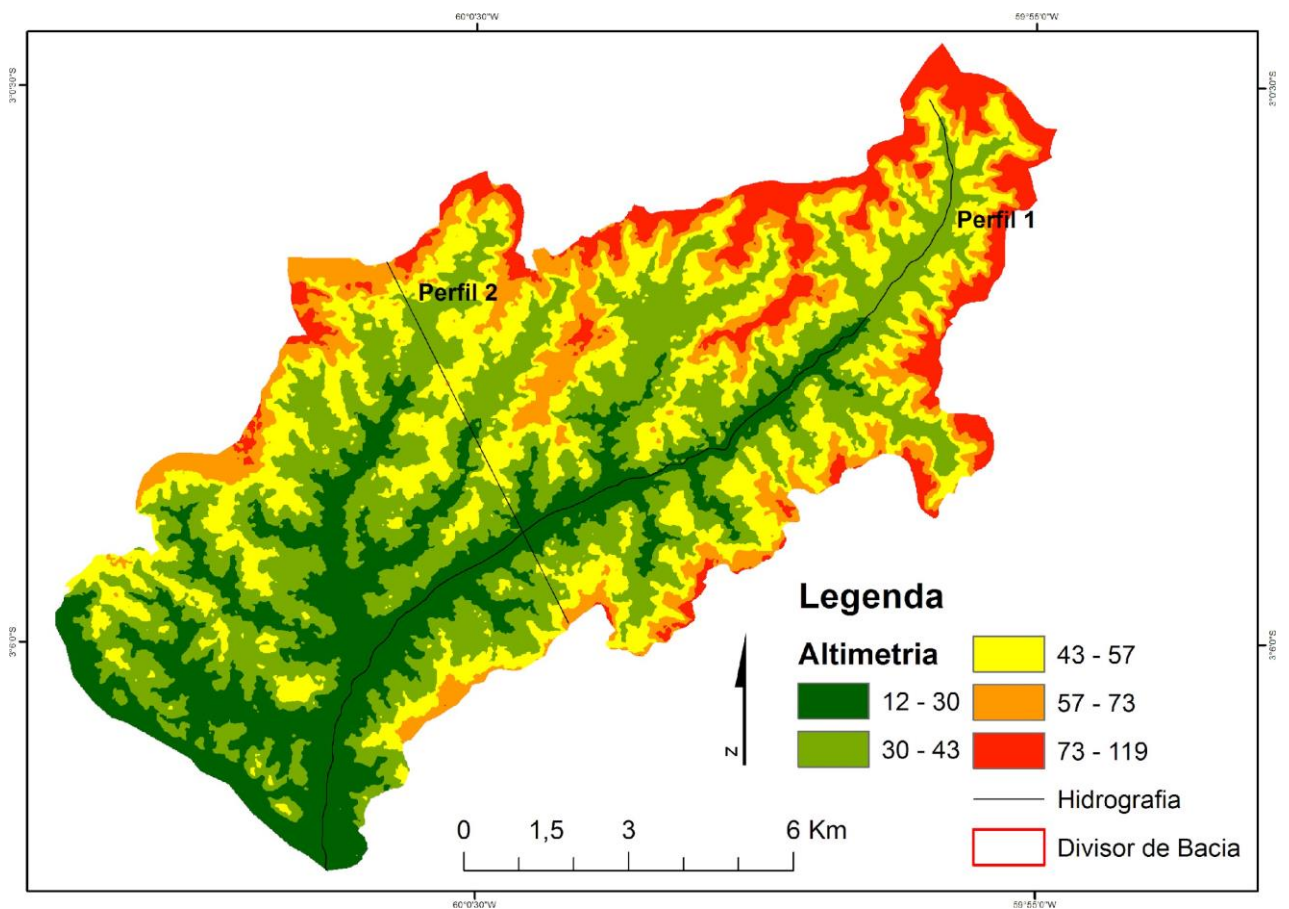 60°0'30"W 59°55'0"W
3°0'30"S 3°0'30"S
Perfil 1
Perfil 2
Legenda
Altimetria
12 - 30
30 - 43
43 - 57
57 - 73
73 - 119
Hidrografia
Divisor de Bacia
z
0 1,5 3 6 Km
3°6'0"S 3°6'0"S
60°0'30"W 59°55'0"W